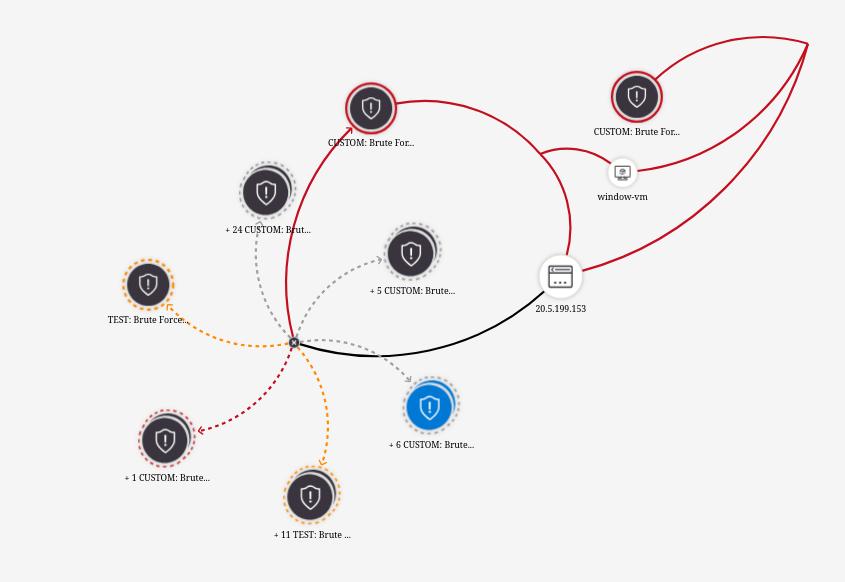 CUSTOM: Brute For...
CUSTOM: Brute For...
window-vm
+ 24 CUSTOM: Brut...
+ 5 CUSTOM: Brute...
20.5.199.153
TEST: Brute Force...
+ 6 CUSTOM: Brute...
+ 1 CUSTOM: Brute...
+ 11 TEST: Brute ...